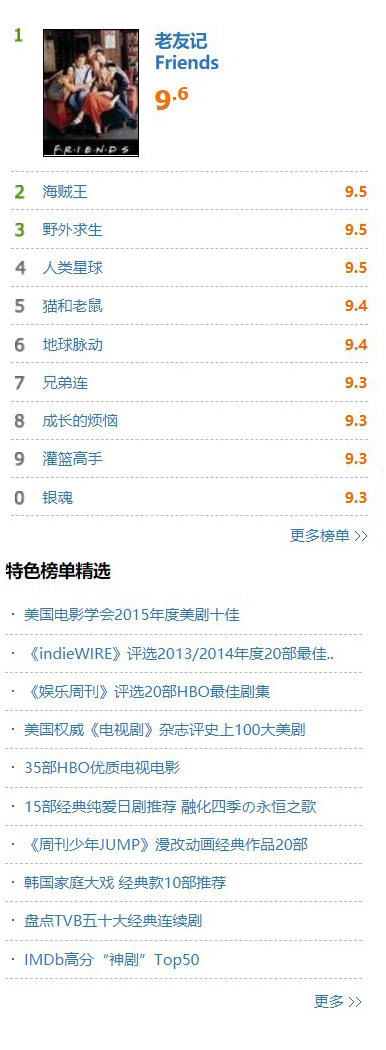 1
老友记
Friends
9.6
F·R·I·E·N·D·S
2 海贼王 9.5
3 野外求生 9.5
4 人类星球 9.5
5 猫和老鼠 9.4
6 地球脉动 9.4
7 兄弟连 9.3
8 成长的烦恼 9.3
9 灌篮高手 9.3
0 银魂 9.3
更多榜单 >>
特色榜单精选
· 美国电影学会2015年度美剧十佳
· 《indieWIRE》评选2013/2014年度20部最佳..
· 《娱乐周刊》评选20部HBO最佳剧集
· 美国权威《电视剧》杂志评史上100大美剧
· 35部HBO优质电视电影
· 15部经典纯爱日剧推荐 融化四季の永恒之歌
· 《周刊少年JUMP》漫改动画经典作品20部
· 韩国家庭大戏 经典款10部推荐
· 盘点TVB五十大经典连续剧
· IMDb高分“神剧”Top50
更多 >>